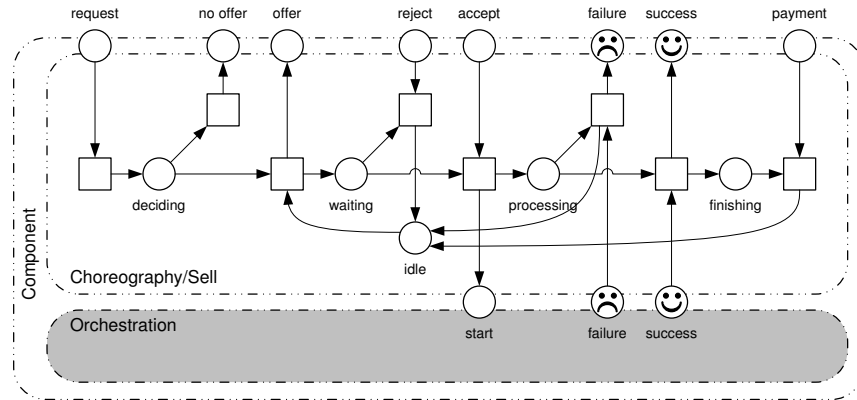 request
no offer
offer
reject
accept
failure
success
payment
deciding
waiting
processing
finishing
idle
Component
Choreography/Sell
Orchestration
start
failure
success